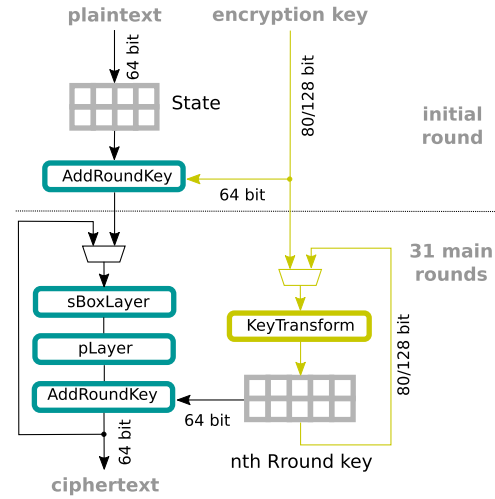 plaintext
encryption key
64 bit
80/128 bit
State
initial
round
AddRoundKey
64 bit
31 main
rounds
sBoxLayer
KeyTransform
pLayer
80/128 bit
AddRoundKey
64 bit
64 bit
nth Rround key
ciphertext